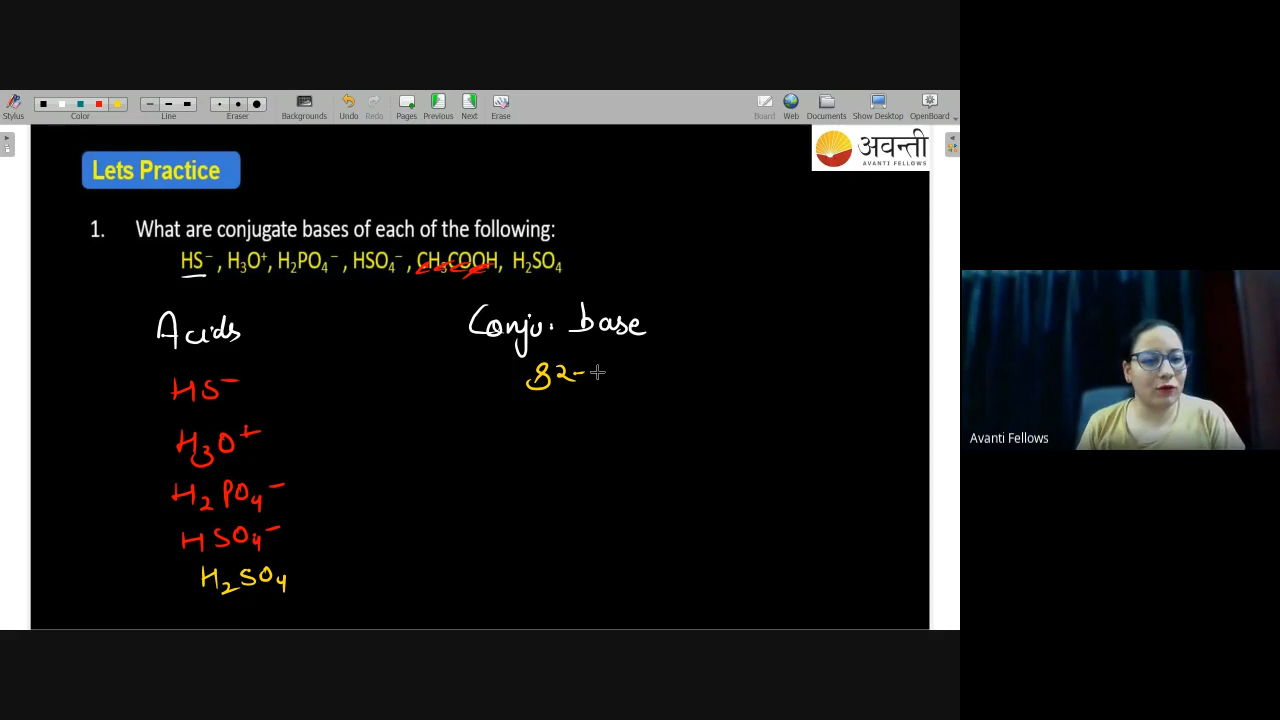 Stylus Color Line Eraser Backgrounds Undo Redo Pages Previous Next Erase Board Web Documents Show Desktop OpenBoard
अवन्ती
AVANTI FELLOWS
Lets Practice
1. What are conjugate bases of each of the following:
HS⁻, H₃O⁺, H₂PO₄⁻, HSO₄⁻, CH₃COOH, H₂SO₄
Acids Conju. base
HS⁻ S2-
H₃O⁺
H₂PO₄⁻
HSO₄⁻
H₂SO₄
Avanti Fellows